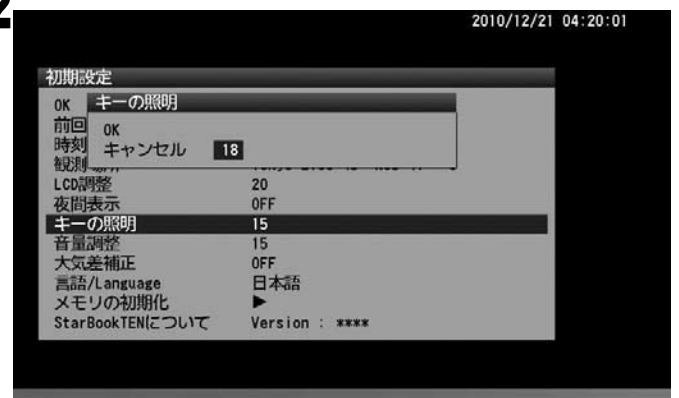 2
2010/12/21 04:20:01
初期設定
OK
キーの照明
前回
OK
時刻
キャンセル 18
観測
LCD調整 20
夜間表示 OFF
キーの照明 15
音量調整 15
大気差補正 OFF
言語/Language 日本語
メモリの初期化 ▶
StarBookTENについて Version : ****